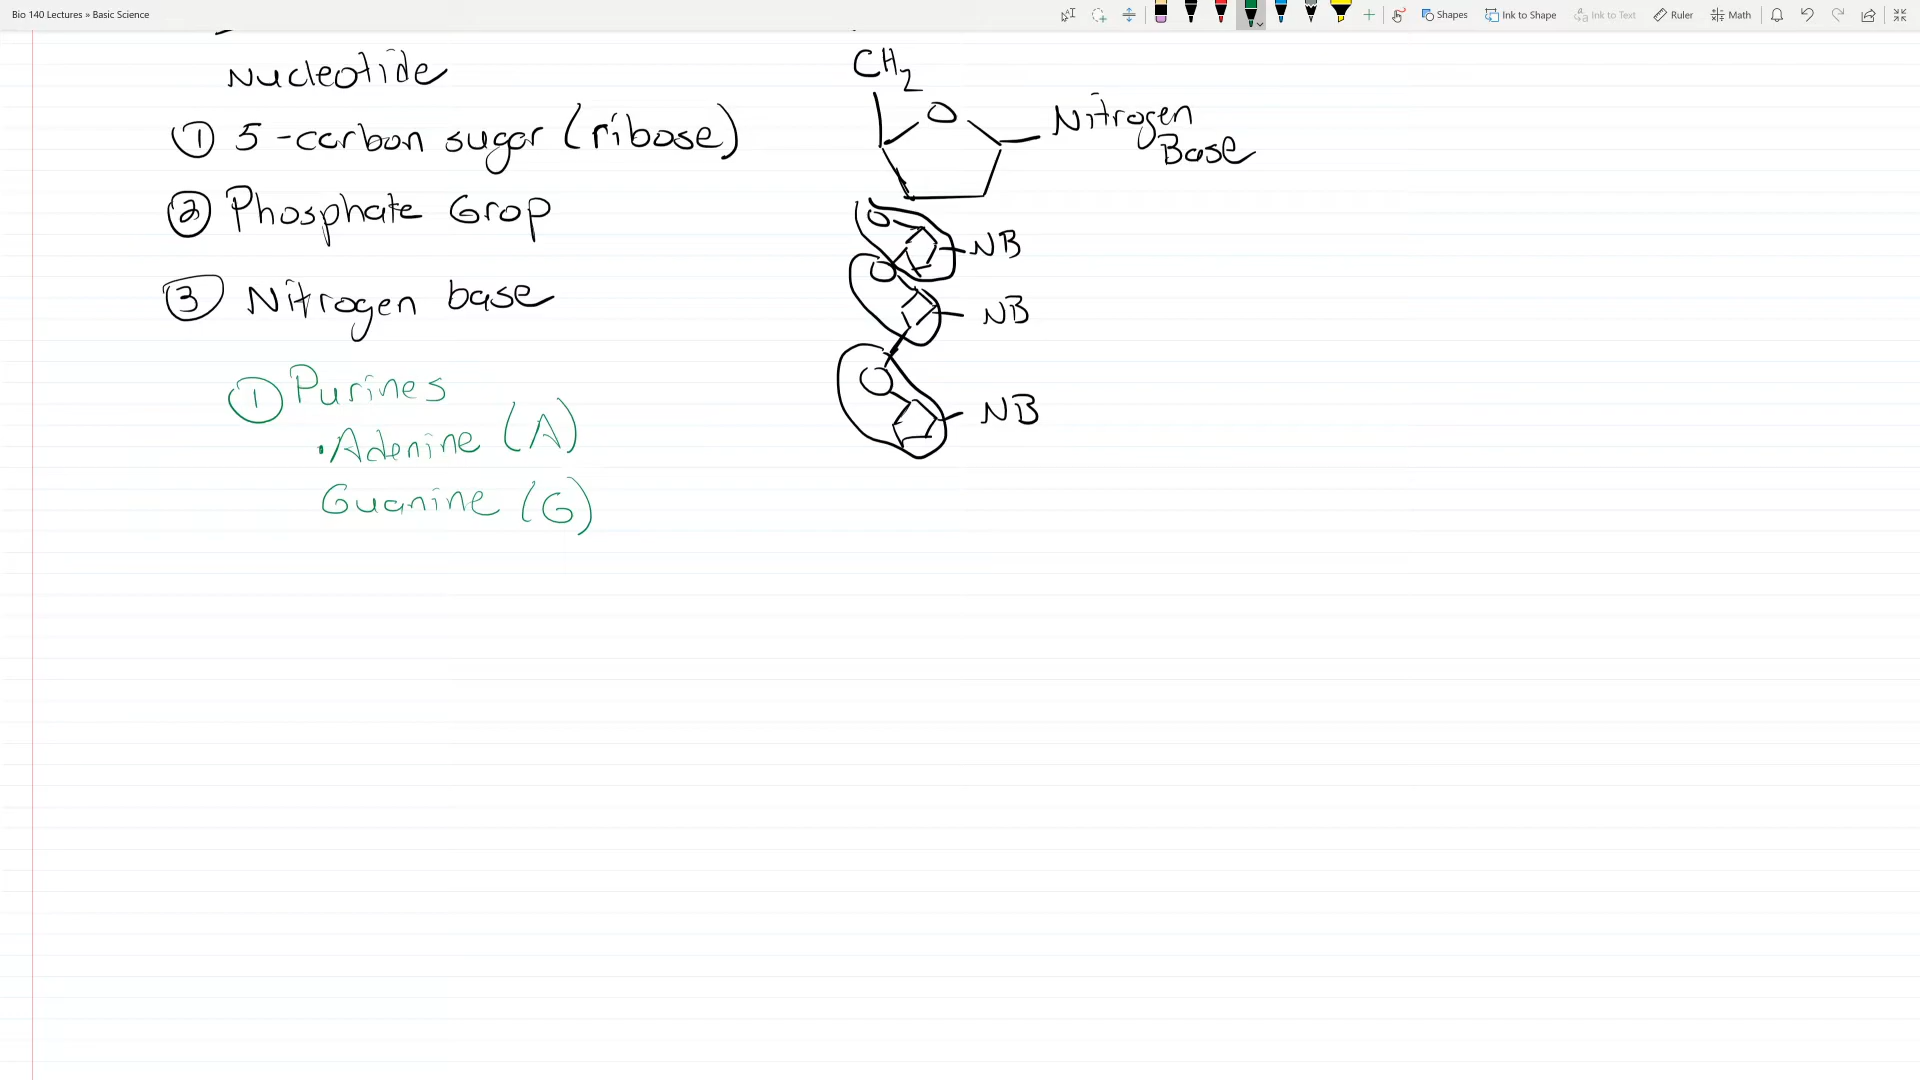 Bio 140 Lectures » Basic Science
Shapes
Ink to Shape
Ink to Text
Ruler
Math
Nucleotide
① 5-carbon sugar (ribose)
② Phosphate Grop
③ Nitrogen base
① Purines
• Adenine (A)
Guanine (G)
CH2
O
Nitrogen
Base
NB
NB
NB